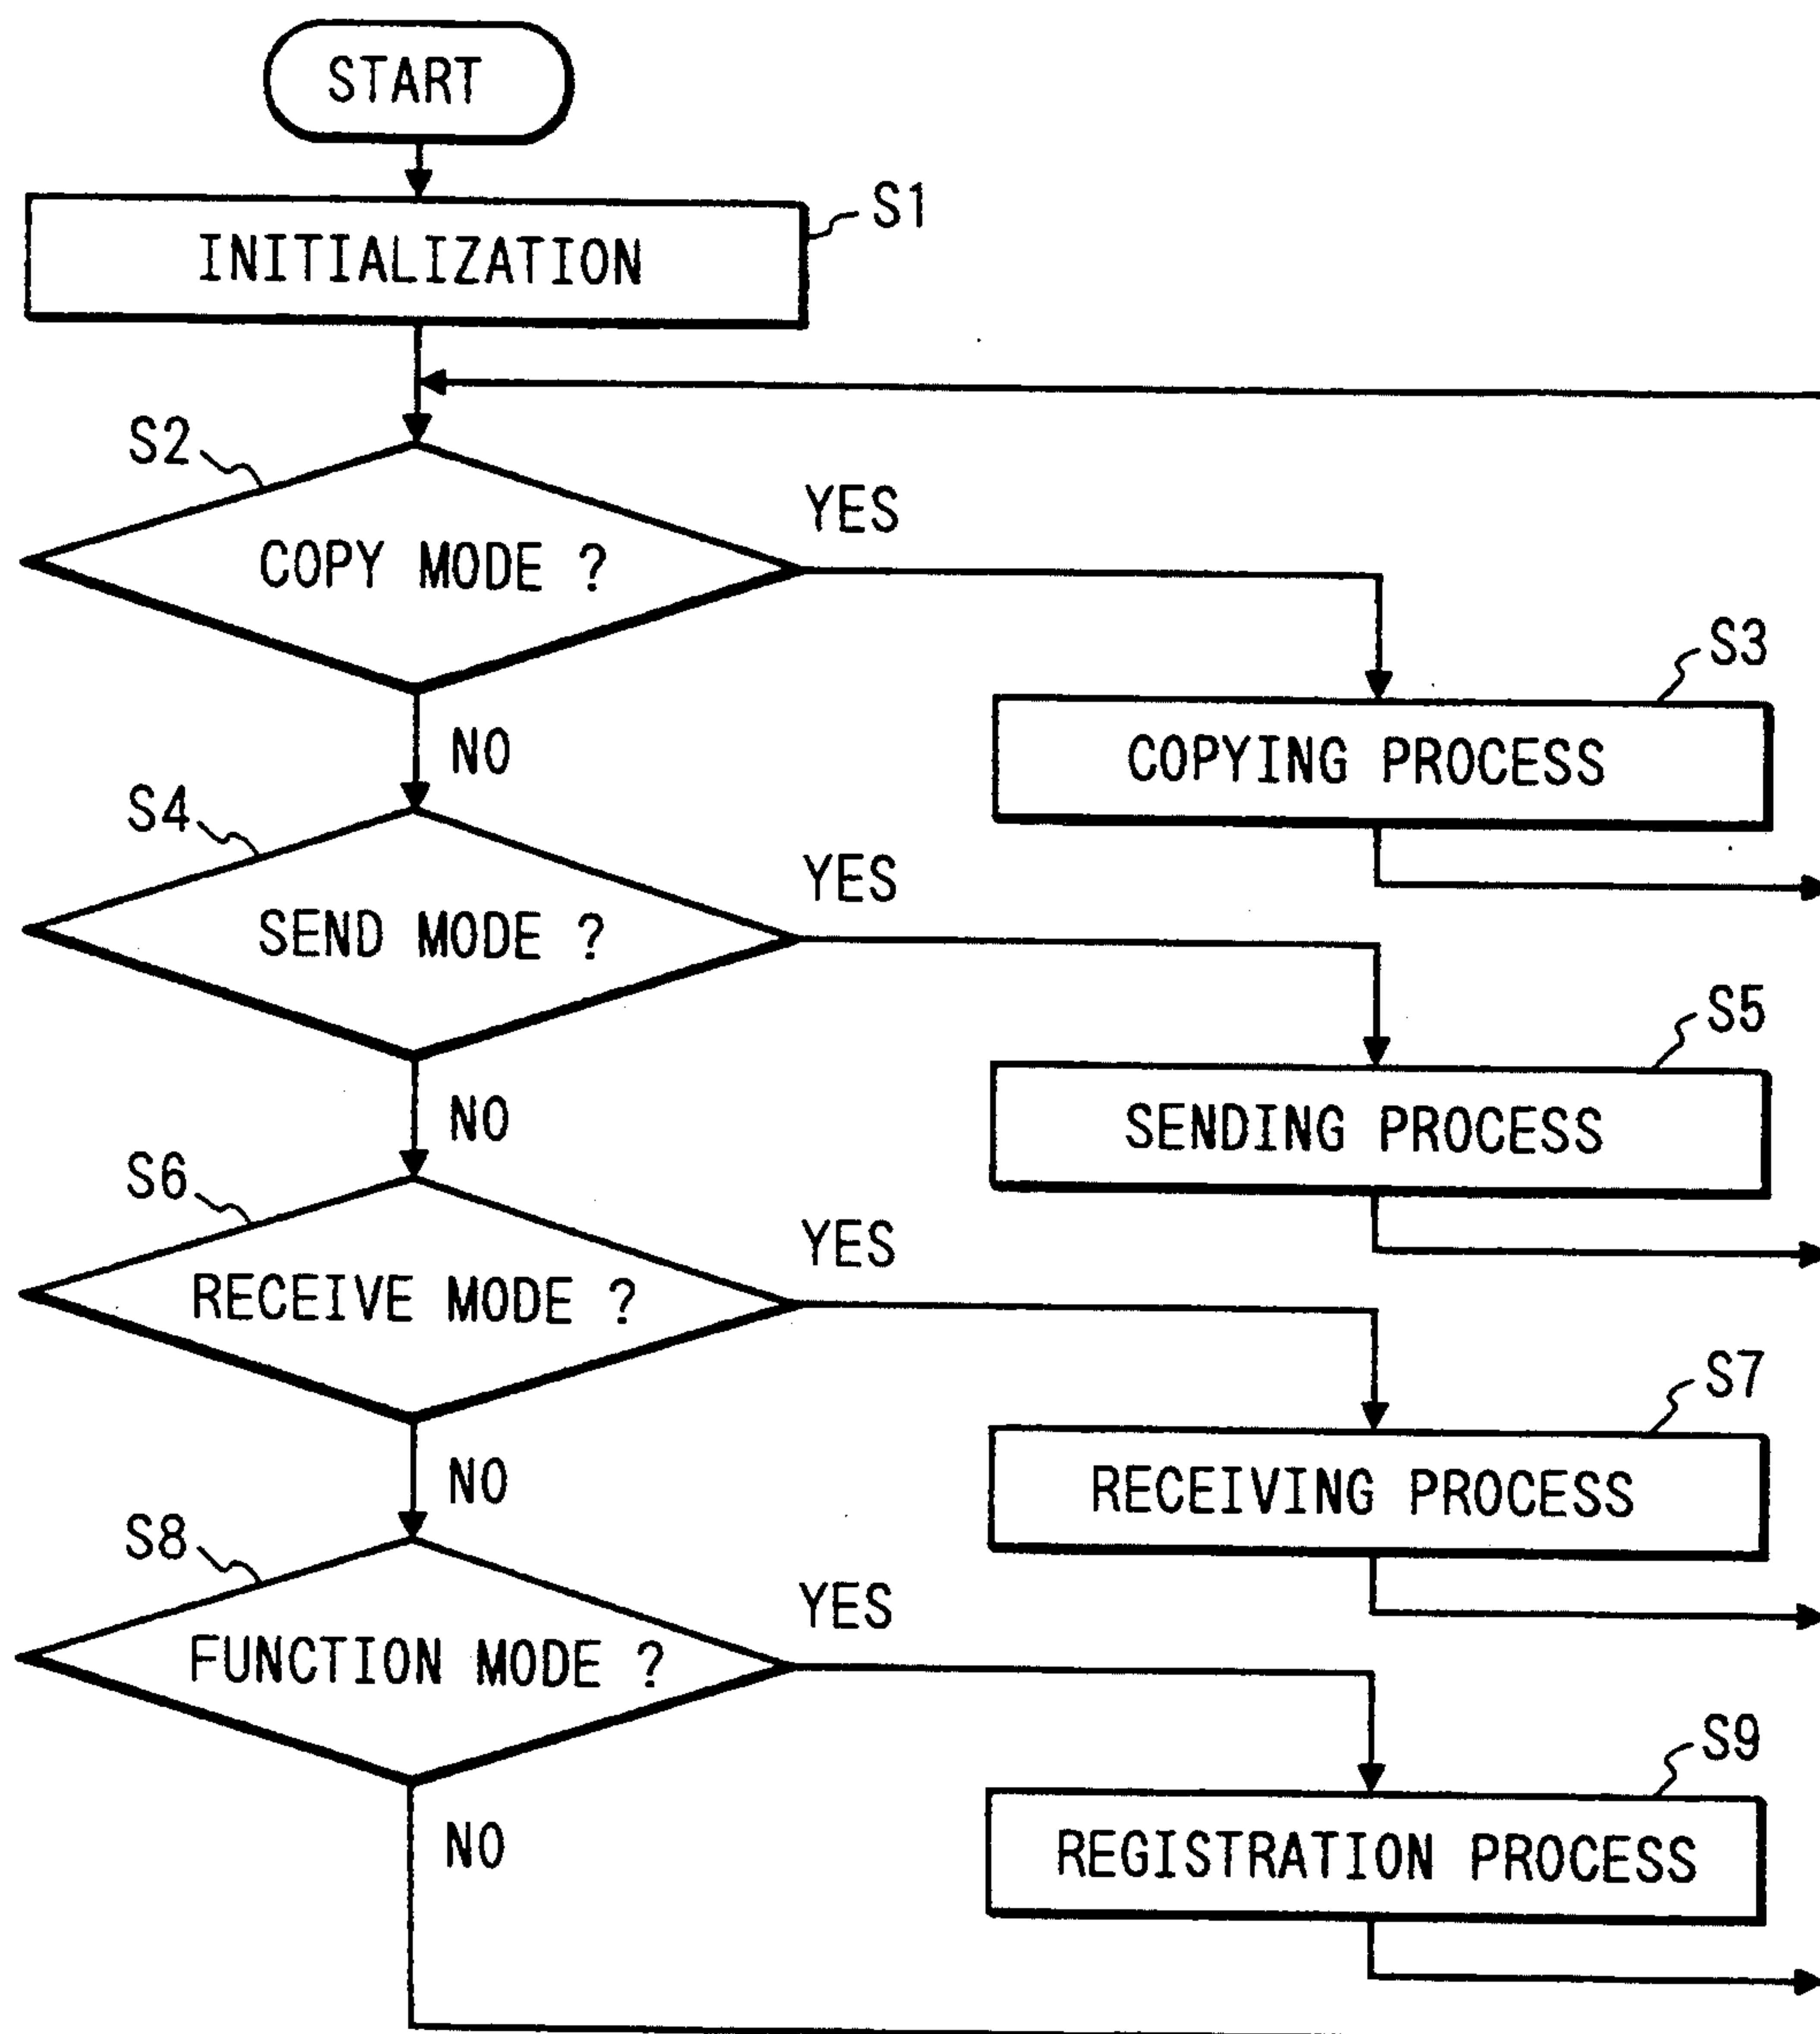 START
INITIALIZATION
S1
S2
COPY MODE ?
YES
S3
COPYING PROCESS
NO
S4
SEND MODE ?
YES
S5
SENDING PROCESS
NO
S6
RECEIVE MODE ?
YES
S7
RECEIVING PROCESS
NO
S8
FUNCTION MODE ?
YES
S9
REGISTRATION PROCESS
NO